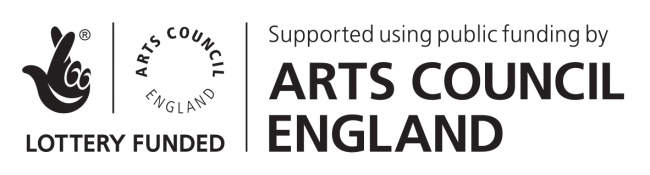 ®
ARTS COUNCIL
ENGLAND
LOTTERY FUNDED
Supported using public funding by
ARTS COUNCIL
ENGLAND